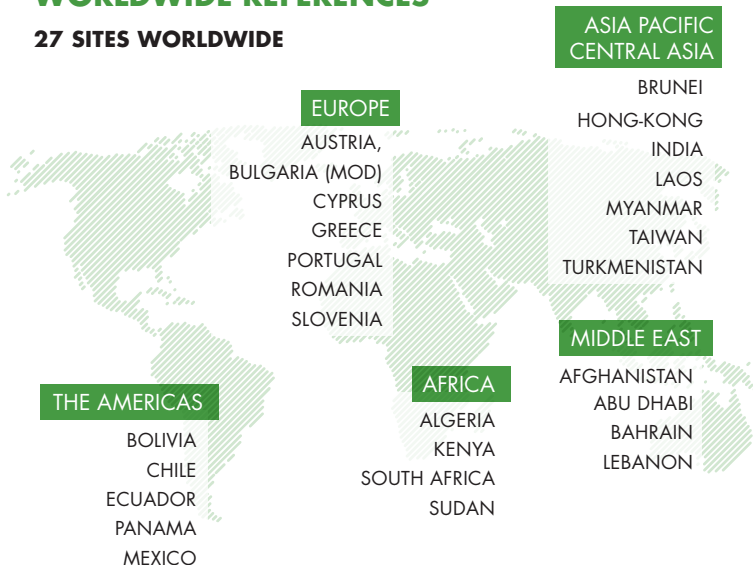 WORLDWIDE REFERENCES
27 SITES WORLDWIDE
EUROPE
AUSTRIA,
BULGARIA (MOD)
CYPRUS
GREECE
PORTUGAL
ROMANIA
SLOVENIA
ASIA PACIFIC
CENTRAL ASIA
BRUNEI
HONG-KONG
INDIA
LAOS
MYANMAR
TAIWAN
TURKMENISTAN
THE AMERICAS
BOLIVIA
CHILE
ECUADOR
PANAMA
MEXICO
AFRICA
ALGERIA
KENYA
SOUTH AFRICA
SUDAN
MIDDLE EAST
AFGHANISTAN
ABU DHABI
BAHRAIN
LEBANON